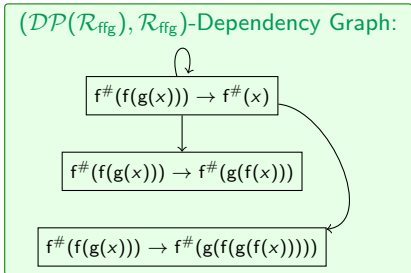 (𝒟𝒫(ℛ_ffg), ℛ_ffg)-Dependency Graph:
f^#(f(g(x))) → f^#(x)
f^#(f(g(x))) → f^#(g(f(x)))
f^#(f(g(x))) → f^#(g(f(g(f(x)))))